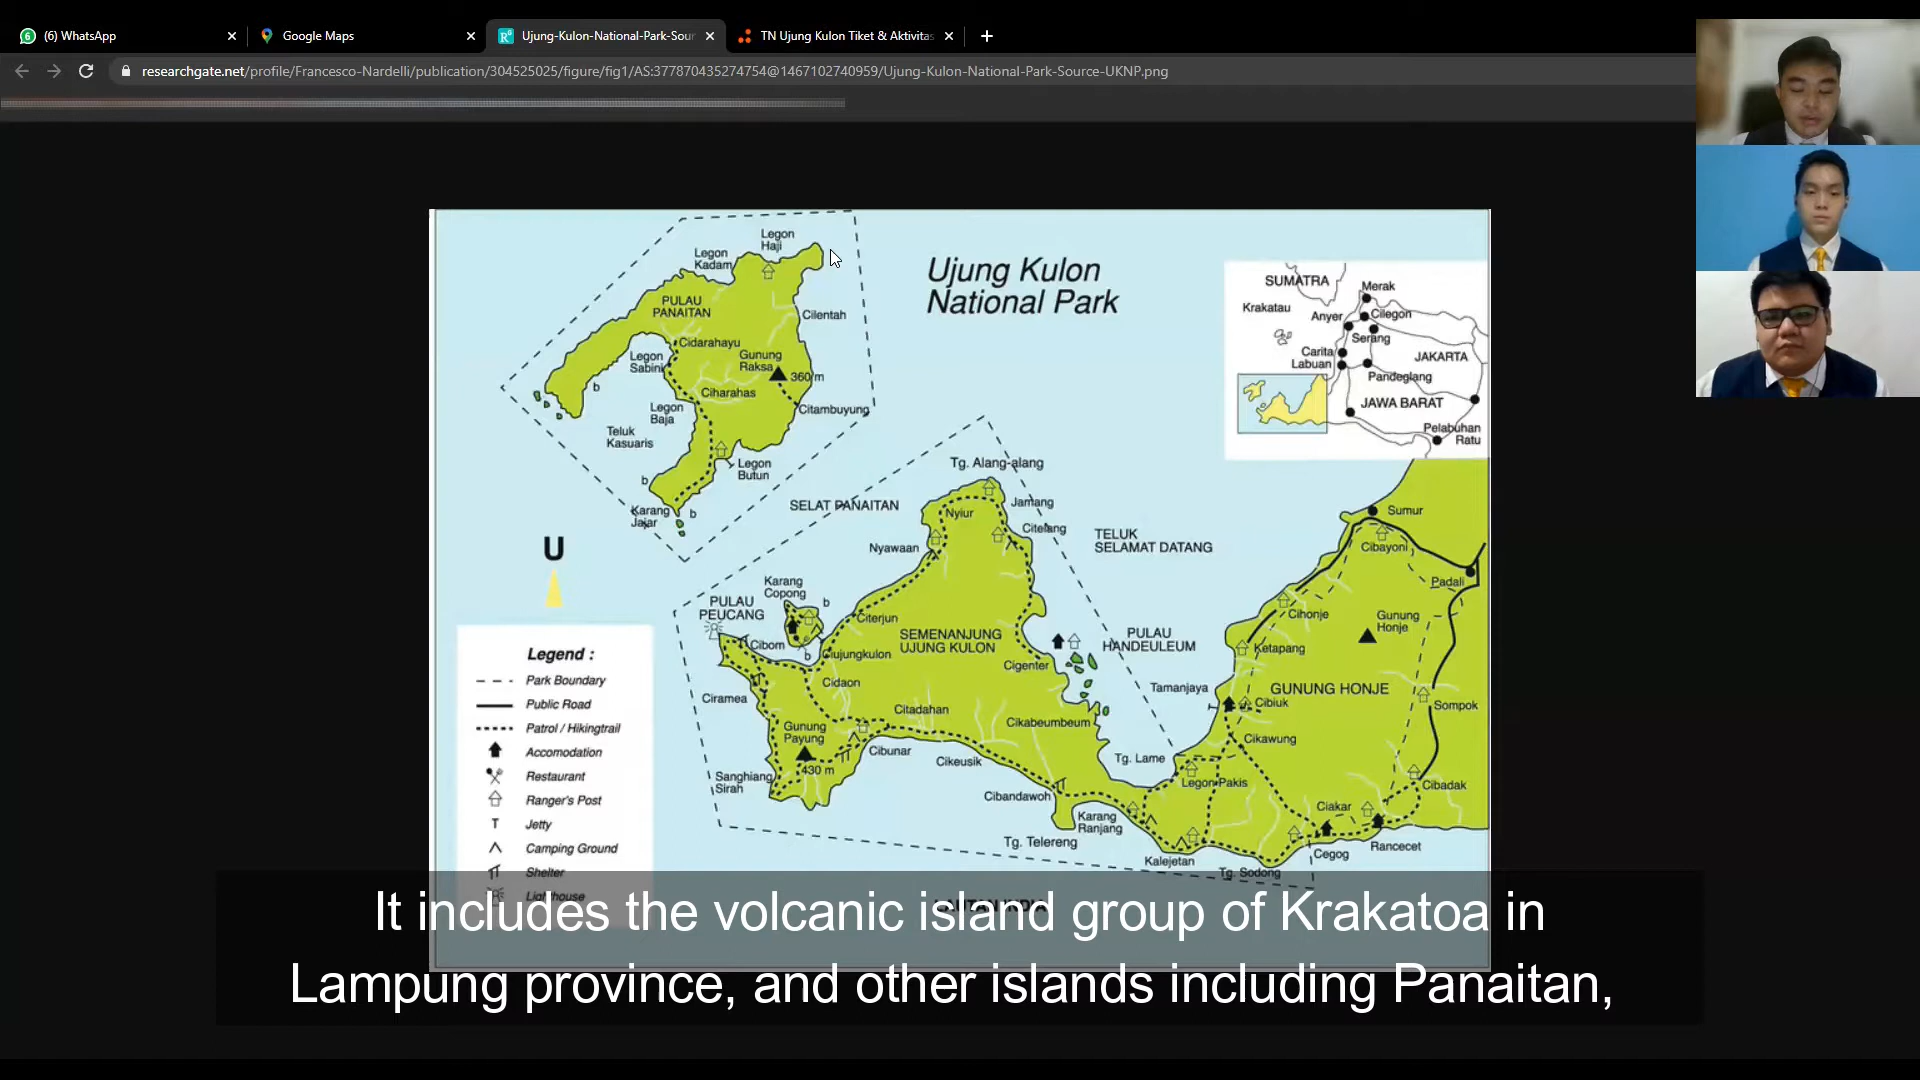 (6) WhatsApp
Google Maps
Ujung-Kulon-National-Park-Sour
TN Ujung Kulon Tiket & Aktivitas
researchgate.net/profile/Francesco-Nardelli/publication/304525025/figure/fig1/AS:377870435274754@1467102740959/Ujung-Kulon-National-Park-Source-UKNP.png
Ujung Kulon
National Park
Legon
Haji
Legon
Kadam
PULAU
PANAITAN
Cilentah
Cidarahayu
Legon
Sabini
Gunung
Raksa
360 m
Ciharahas
b
Legon
Baja
Citambuyung
Teluk
Kasuaris
Legon
Butun
b
Karang
Jajar
b
SUMATRA
Merak
Krakatau
Anyer
Cilegon
Serang
Carita
Labuan
JAKARTA
Pandeglang
JAWA BARAT
Pelabuhan
Ratu
Tg. Alang-alang
SELAT PANAITAN
Nyiur
Jamang
Citelang
Nyawaan
TELUK
SELAMAT DATANG
Sumur
Cibayoni
Padali
U
Karang
Copong
b
PULAU
PEUCANG
Cibom
b
Citerjun
Ciujungkulon
SEMENANJUNG
UJUNG KULON
Cigenter
PULAU
HANDEULEUM
Cihonje
Gunung
Honje
Ketapang
Cidaon
Ciramea
Citadahan
Cikabeumbeum
Tamanjaya
GUNUNG HONJE
Cibiuk
Sompok
Gunung
Payung
430 m
Cibunar
Cikeusik
Cikawung
Tg. Lame
Sanghiang
Sirah
Legon Pakis
Cibandawoh
Cibadak
Karang
Ranjang
Ciakar
Tg. Telereng
Kalejetan
Cegog
Rancecet
Tg. Sodong
Legend :
Park Boundary
Public Road
Patrol / Hikingtrail
Accomodation
Restaurant
Ranger's Post
Jetty
Camping Ground
Shelter
Lighthouse
It includes the volcanic island group of Krakatoa in
Lampung province, and other islands including Panaitan,